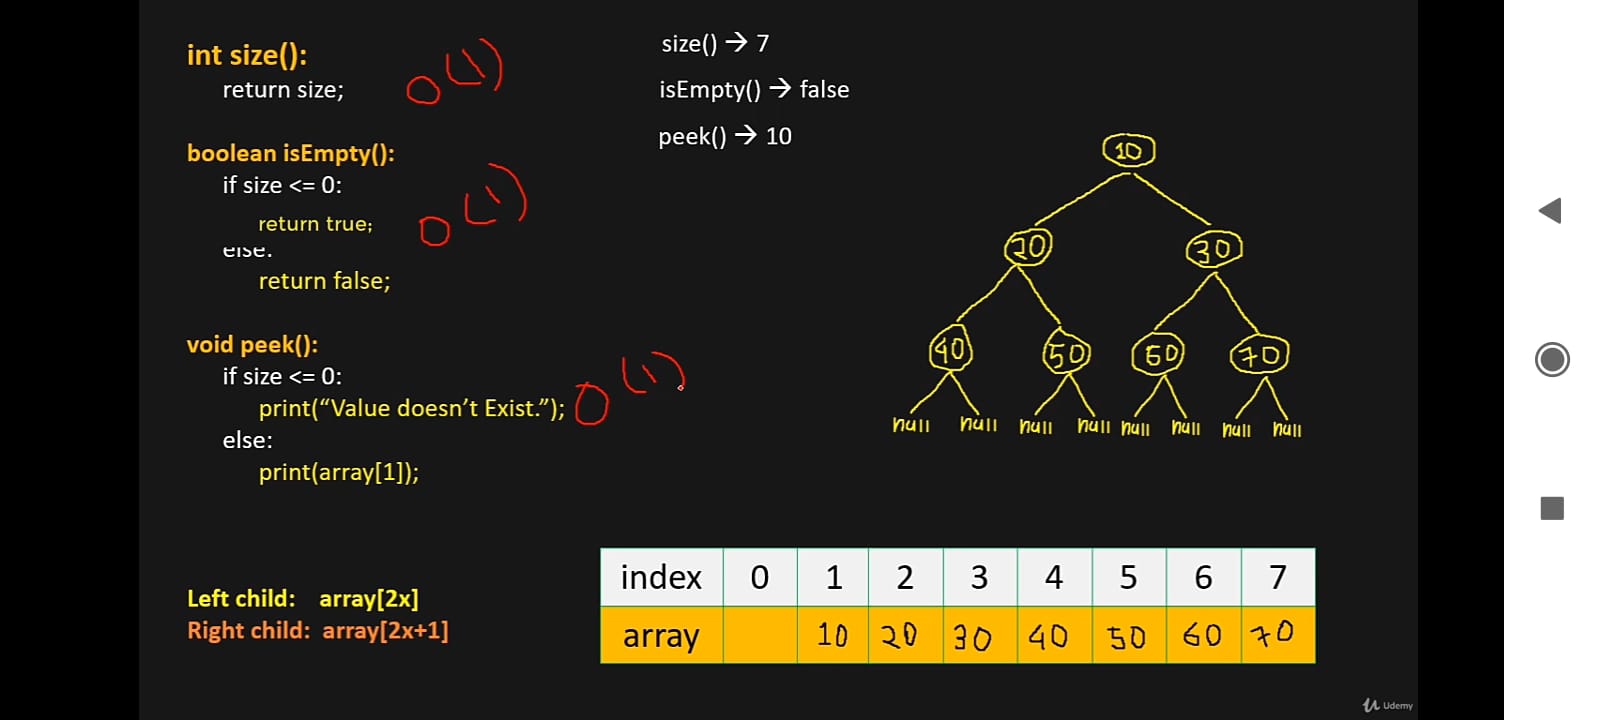 int size():
return size;
O(1)
boolean isEmpty():
if size <= 0:
return true;
else:
return false;
O(1)
void peek():
if size <= 0:
print(“Value doesn’t Exist.”);
else:
print(array[1]);
O(1)
size() → 7
isEmpty() → false
peek() → 10
10
20 30
40 50 60 70
null null null null null null null null
Left child: array[2x]
Right child: array[2x+1]
index 0 1 2 3 4 5 6 7
array 10 20 30 40 50 60 70
Udemy